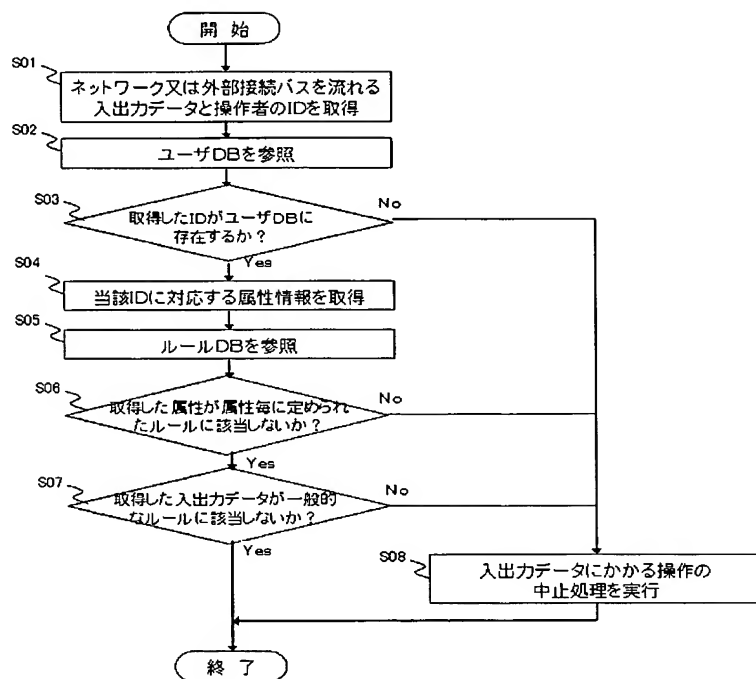 開 始
S01
ネットワーク又は外部接続バスを流れる
入出力データと操作者のIDを取得
S02
ユーザDBを参照
S03
取得したIDがユーザDBに
存在するか？
No
Yes
S04
当該IDに対応する属性情報を取得
S05
ルールDBを参照
S06
取得した属性が属性毎に定められ
たルールに該当しないか？
No
Yes
S07
取得した入出力データが一般的
なルールに該当しないか？
No
Yes
S08
入出力データにかかる操作の
中止処理を実行
終 了